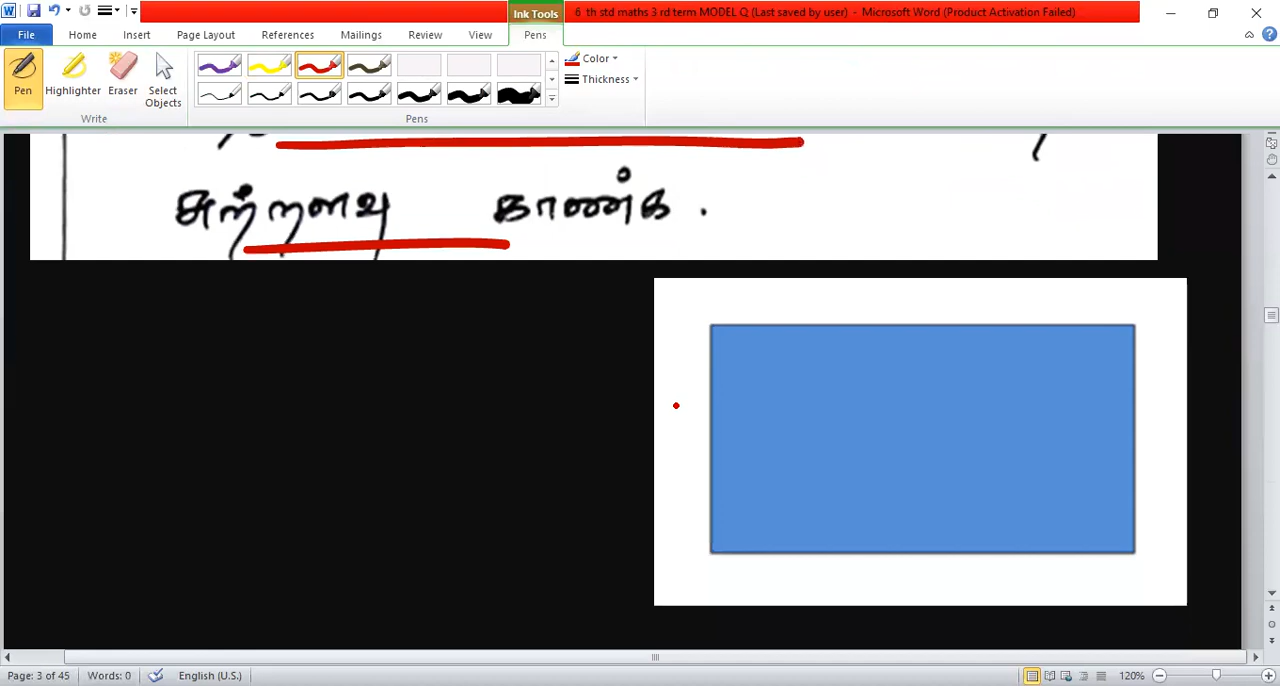 6 th std maths 3 rd term MODEL Q (Last saved by user) - Microsoft Word (Product Activation Failed)
Ink Tools
File Home Insert Page Layout References Mailings Review View Pens
Pen Highlighter Eraser Select Objects
Color
Thickness
Write Pens
சுற்றளவு காண்க .
Page: 3 of 45 Words: 0 English (U.S.) 120%